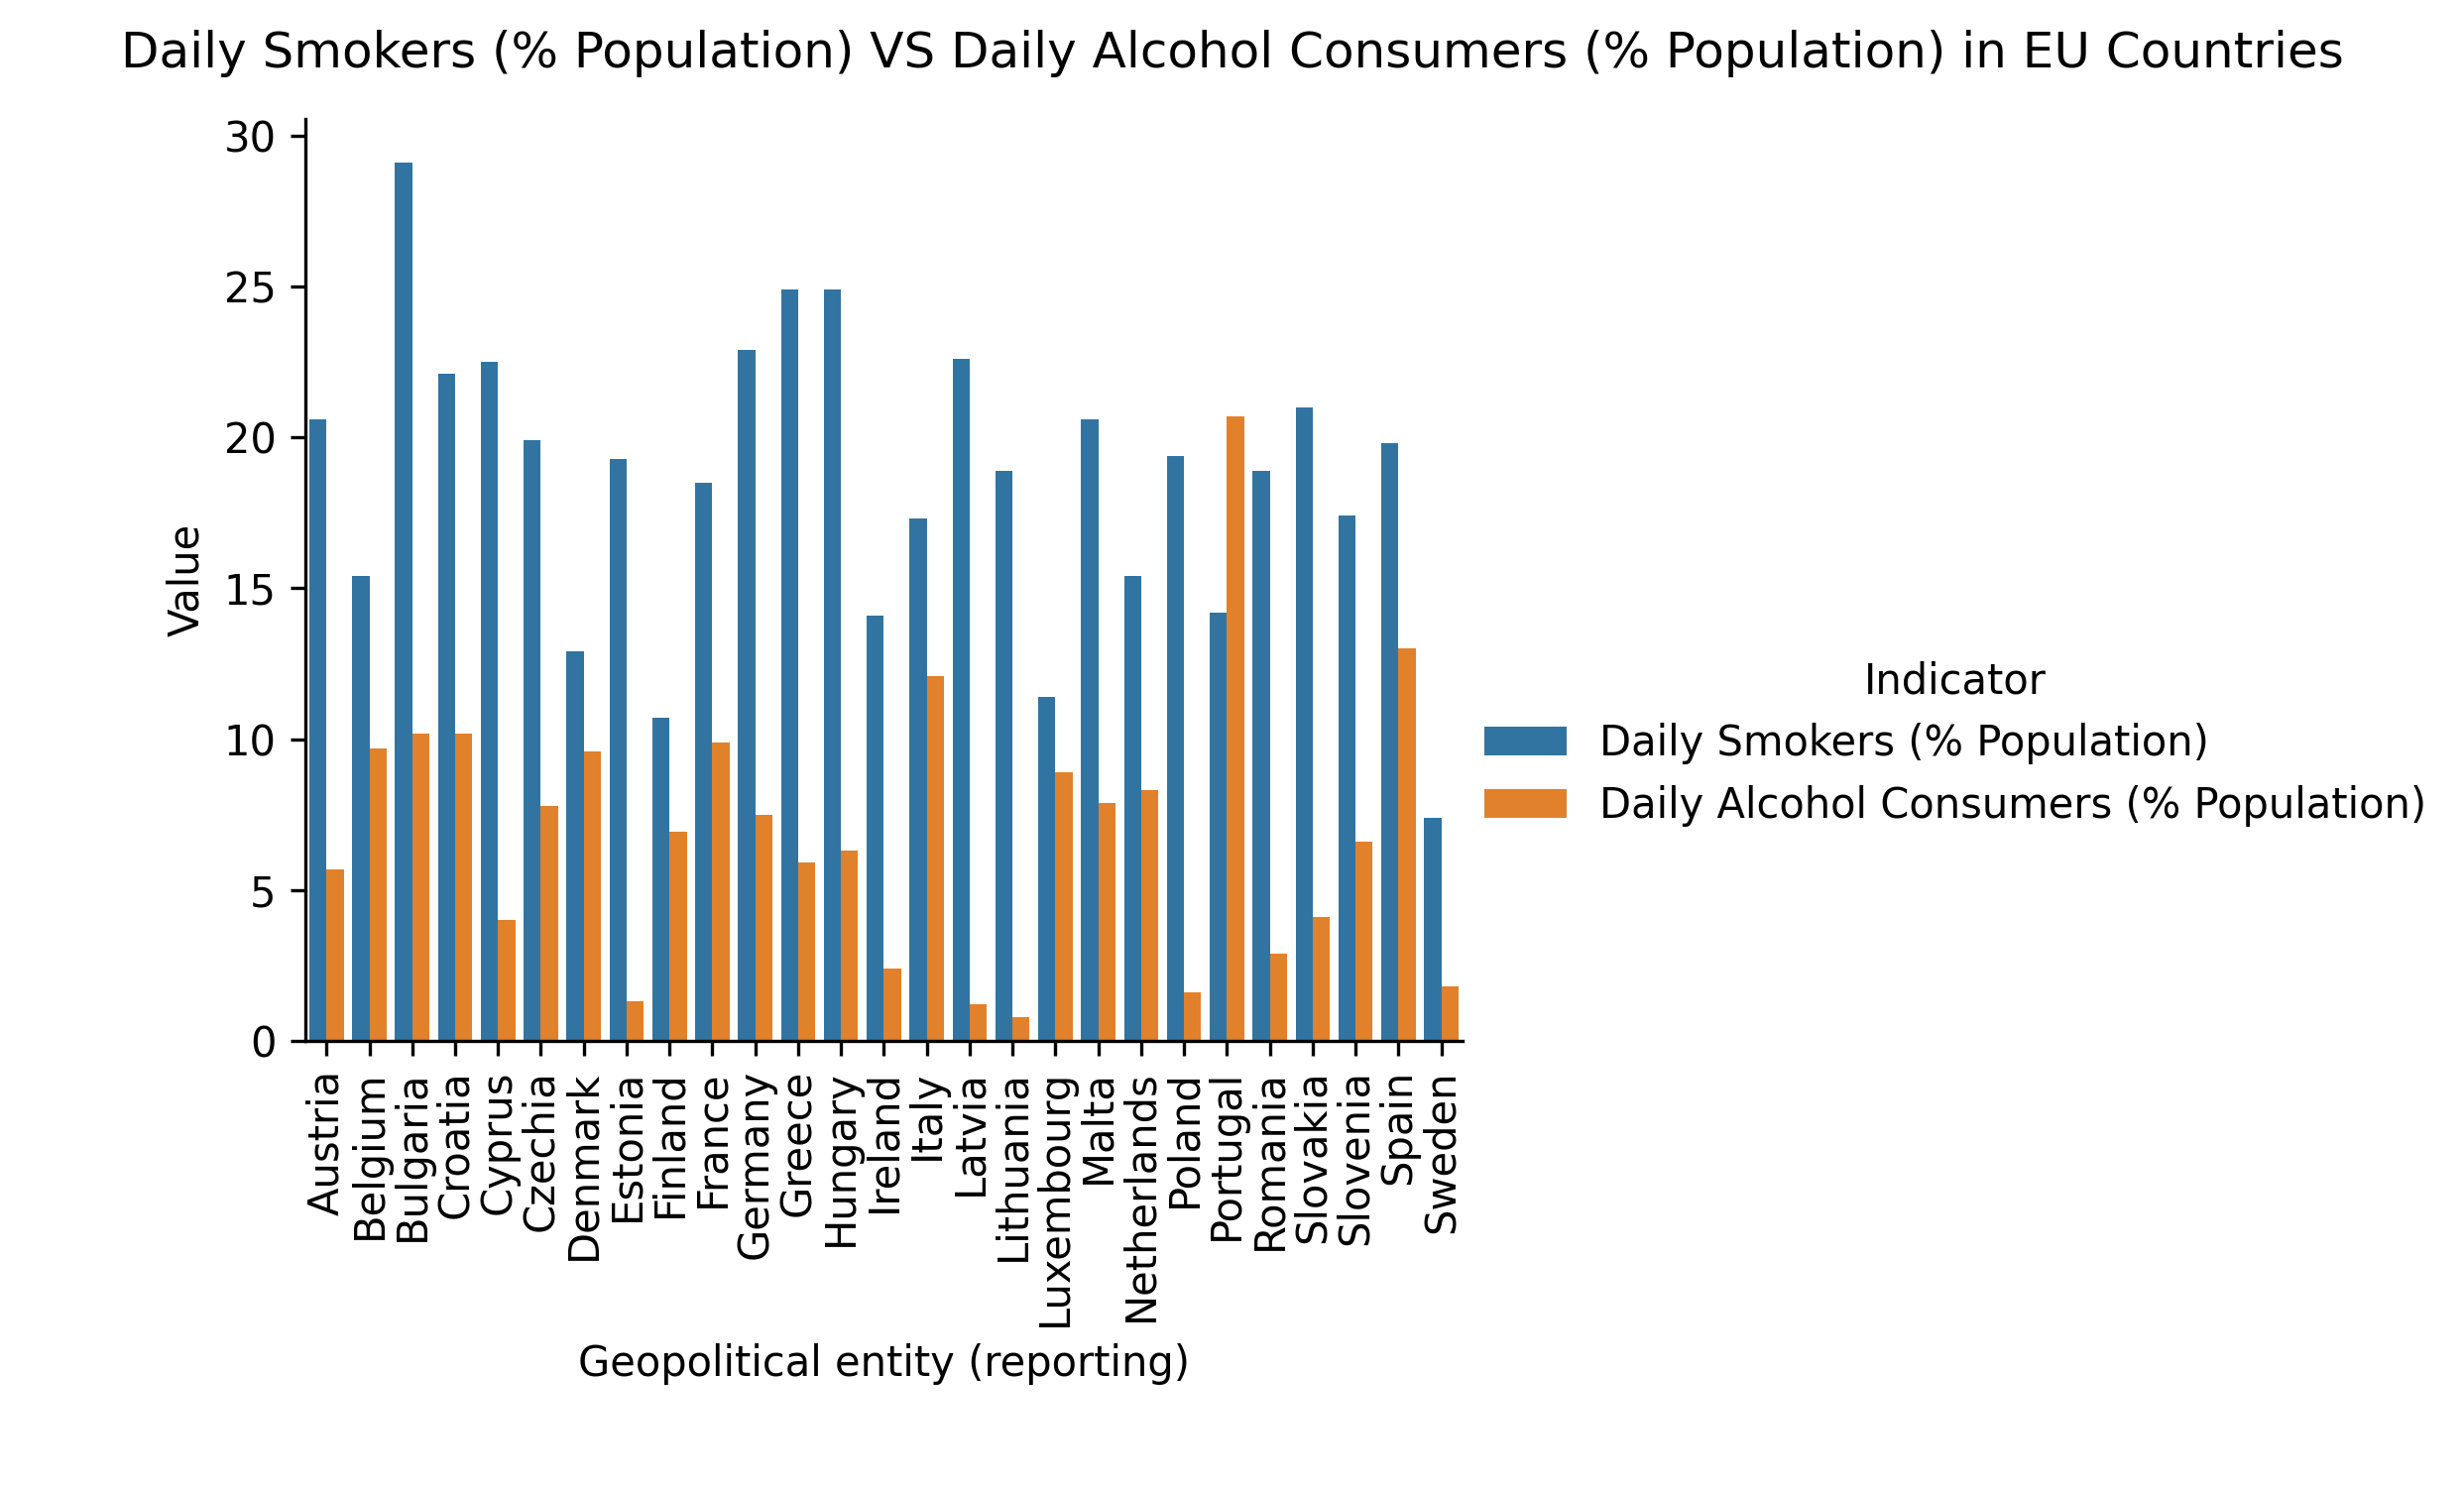 Daily Smokers (% Population) VS Daily Alcohol Consumers (% Population) in EU Countries
30
25
20
15
10
5
0
Value
Austria
Belgium
Bulgaria
Croatia
Cyprus
Czechia
Denmark
Estonia
Finland
France
Germany
Greece
Hungary
Ireland
Italy
Latvia
Lithuania
Luxembourg
Malta
Netherlands
Poland
Portugal
Romania
Slovakia
Slovenia
Spain
Sweden
Geopolitical entity (reporting)
Indicator
Daily Smokers (% Population)
Daily Alcohol Consumers (% Population)